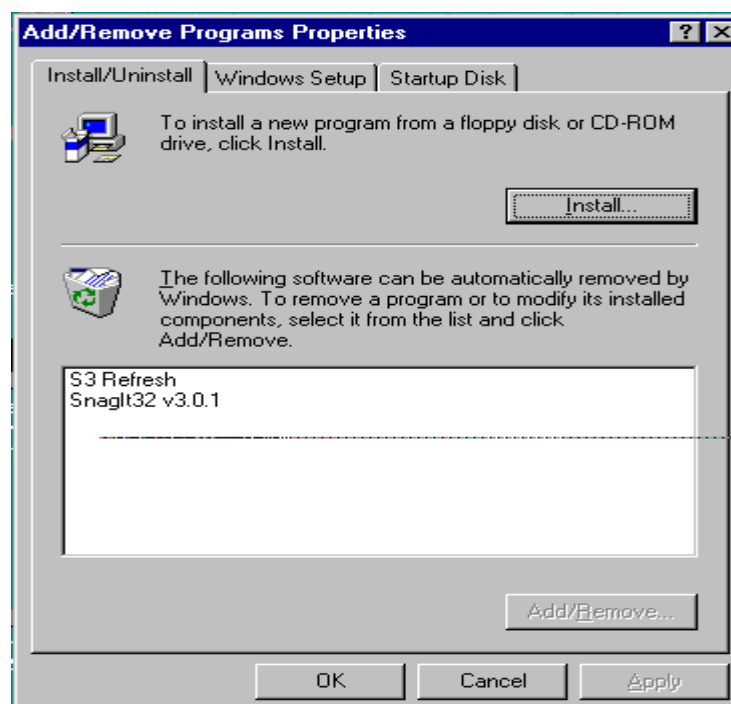 Add/Remove Programs Properties
Install/Uninstall Windows Setup Startup Disk
To install a new program from a floppy disk or CD-ROM
drive, click Install.
Install...
The following software can be automatically removed by
Windows. To remove a program or to modify its installed
components, select it from the list and click
Add/Remove.
S3 Refresh
SnagIt32 v3.0.1
Add/Remove...
OK Cancel Apply